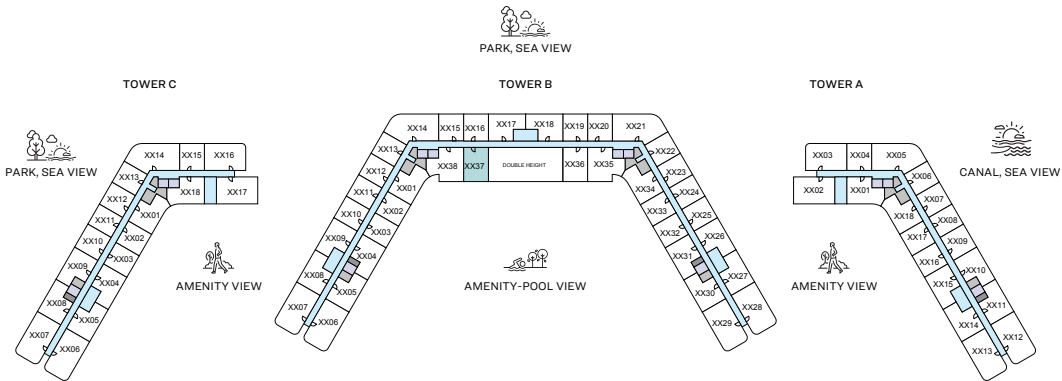 PARK, SEA VIEW
TOWER C
TOWER B
TOWER A
PARK, SEA VIEW
CANAL, SEA VIEW
XX14
XX15
XX16
XX13
XX18
XX17
XX12
XX01
XX11
XX02
XX10
XX03
XX09
XX04
XX08
XX05
XX07
XX06
AMENITY VIEW
XX14
XX15
XX16
XX17
XX18
XX19
XX20
XX21
XX13
XX38
XX37
DOUBLE HEIGHT
XX36
XX35
XX22
XX12
XX01
XX34
XX23
XX11
XX02
XX33
XX24
XX10
XX03
XX32
XX25
XX09
XX04
XX31
XX26
XX08
XX05
XX30
XX27
XX07
XX06
XX29
XX28
AMENITY-POOL VIEW
XX03
XX04
XX05
XX02
XX01
XX06
XX18
XX07
XX17
XX08
XX16
XX09
XX15
XX10
XX14
XX11
XX13
XX12
AMENITY VIEW